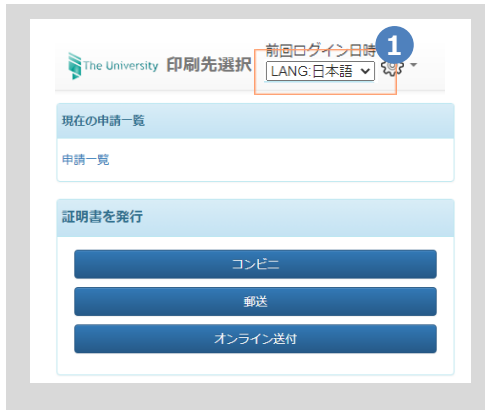 前回ログイン日時
1
The University 印刷先選択 LANG:日本語
現在の申請一覧
申請一覧
証明書を発行
コンビニ
郵送
オンライン送付